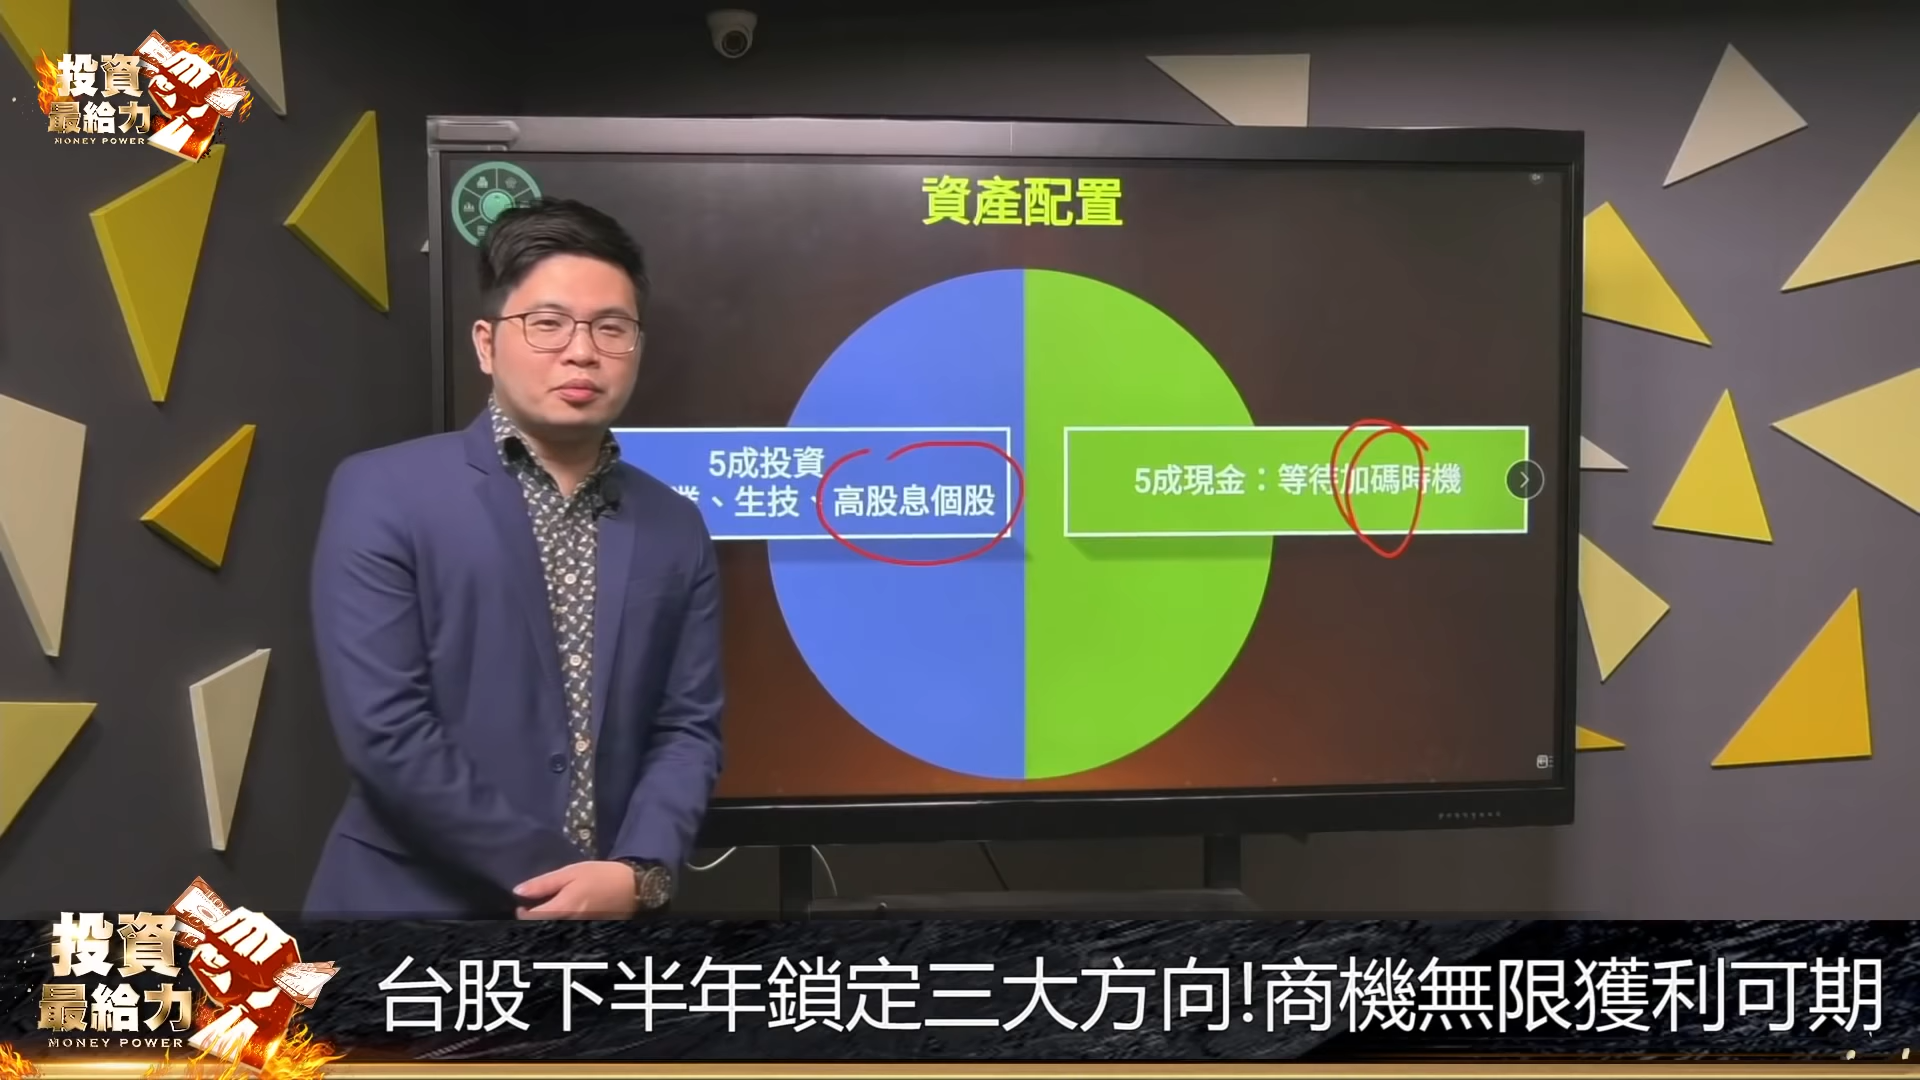 投資
最給力
MONEY POWER
資產配置
5成投資
業、生技、高股息個股
5成現金：等待加碼時機
投資
最給力
MONEY POWER
台股下半年鎖定三大方向!商機無限獲利可期